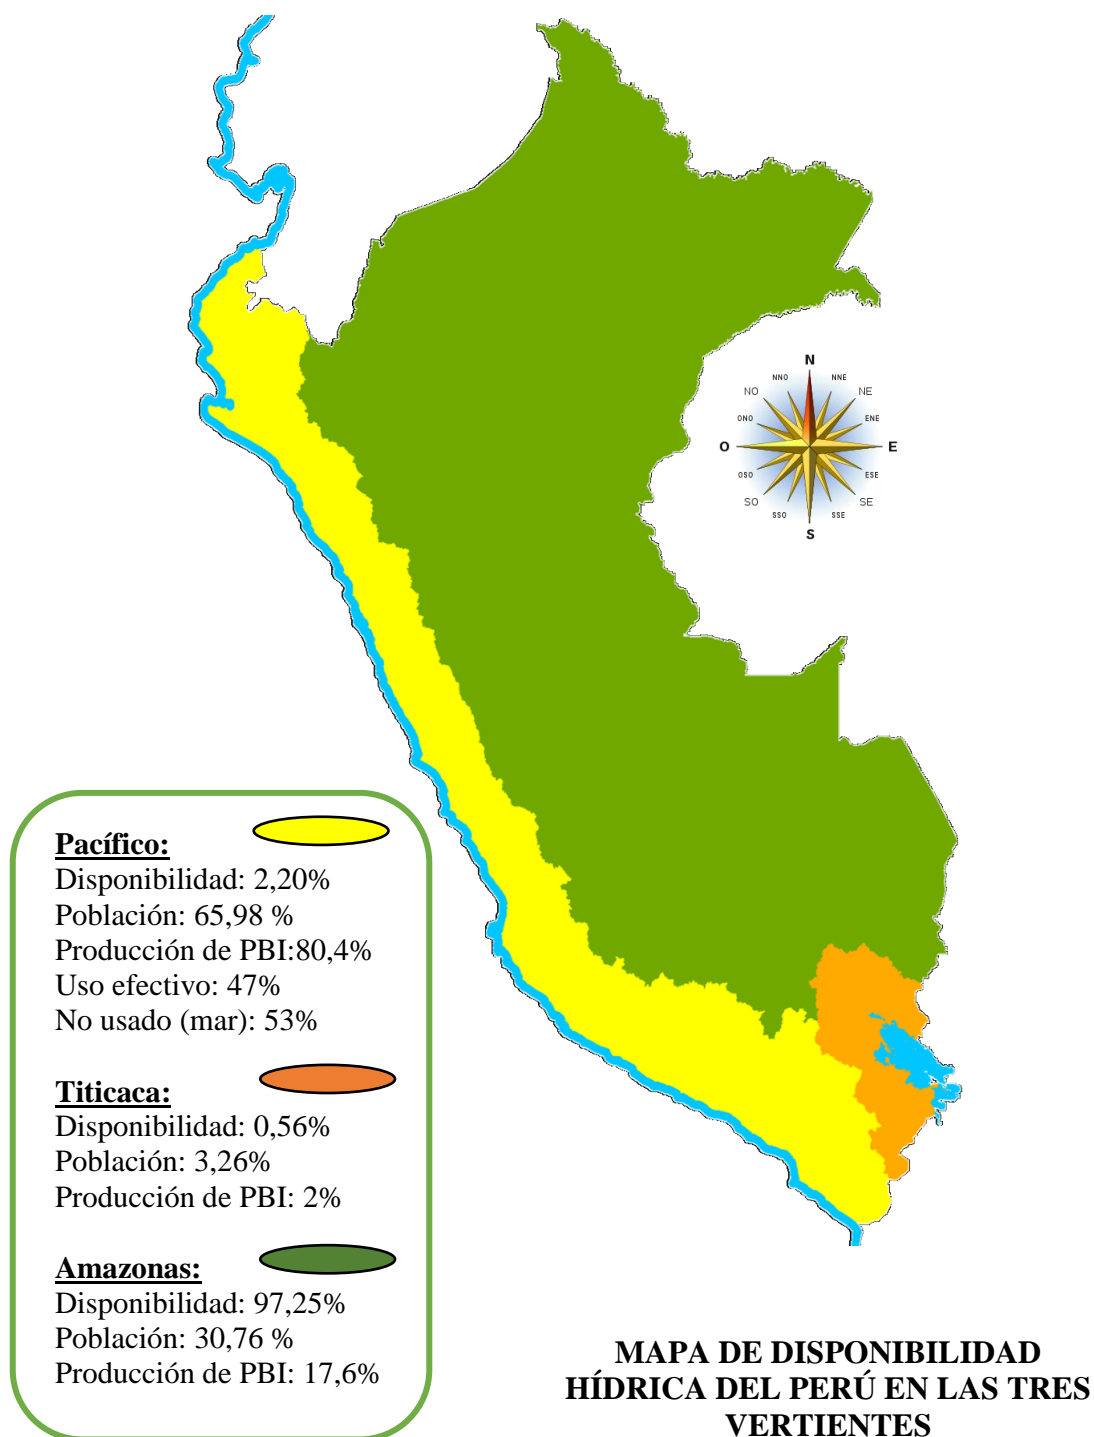 N
NNO
NNE
NO
NE
ONO
ENE
O
E
OSO
ESE
SO
SE
SSO
SSE
S
Pacífico:
Disponibilidad: 2,20%
Población: 65,98 %
Producción de PBI:80,4%
Uso efectivo: 47%
No usado (mar): 53%
Titicaca:
Disponibilidad: 0,56%
Población: 3,26%
Producción de PBI: 2%
Amazonas:
Disponibilidad: 97,25%
Población: 30,76 %
Producción de PBI: 17,6%
MAPA DE DISPONIBILIDAD
HÍDRICA DEL PERÚ EN LAS TRES
VERTIENTES